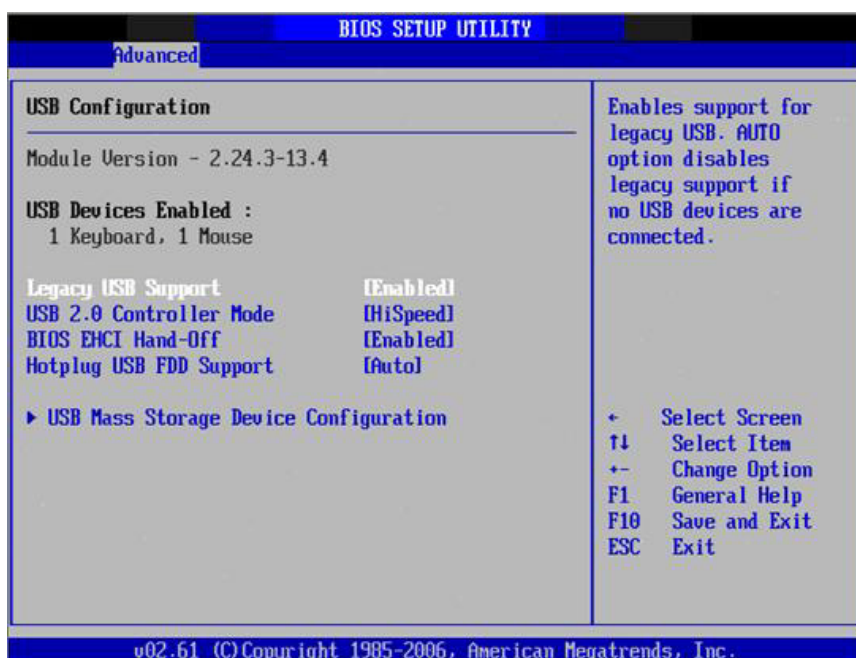 BIOS SETUP UTILITY
Advanced
USB Configuration
Module Version - 2.24.3-13.4
USB Devices Enabled :
1 Keyboard, 1 Mouse
Legacy USB Support [Enabled]
USB 2.0 Controller Mode [HiSpeed]
BIOS EHCI Hand-Off [Enabled]
Hotplug USB FDD Support [Auto]
▶ USB Mass Storage Device Configuration
Enables support for
legacy USB. AUTO
option disables
legacy support if
no USB devices are
connected.
← Select Screen
↑↓ Select Item
+- Change Option
F1 General Help
F10 Save and Exit
ESC Exit
v02.61 (C)Copyright 1985-2006, American Megatrends, Inc.